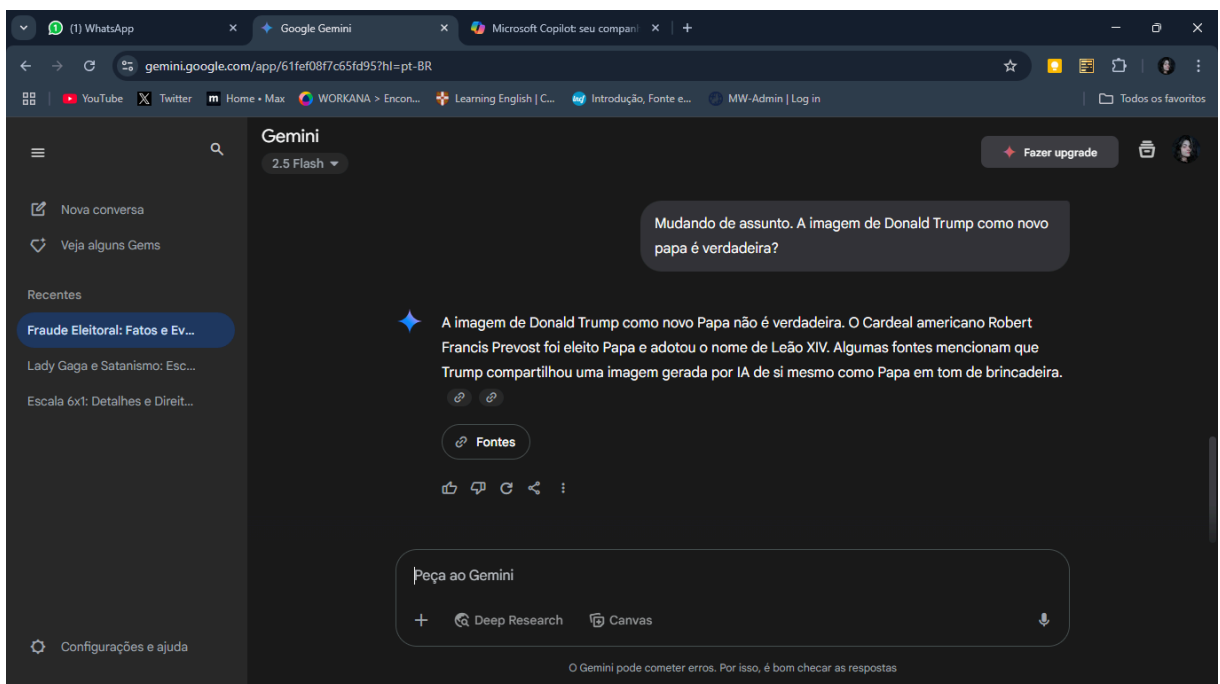 (1) WhatsApp
Google Gemini
Microsoft Copilot: seu compani
gemini.google.com/app/61fef08f7c65fd95?hl=pt-BR
YouTube
Twitter
Home • Max
WORKANA > Encon...
Learning English | C...
Introdução, Fonte e...
MW-Admin | Log in
Todos os favoritos
Gemini
2.5 Flash
Fazer upgrade
Nova conversa
Veja alguns Gems
Recentes
Fraude Eleitoral: Fatos e Ev...
Lady Gaga e Satanismo: Esc...
Escala 6x1: Detalhes e Direit...
Configurações e ajuda
Mudando de assunto. A imagem de Donald Trump como novo
papa é verdadeira?
A imagem de Donald Trump como novo Papa não é verdadeira. O Cardeal americano Robert
Francis Prevost foi eleito Papa e adotou o nome de Leão XIV. Algumas fontes mencionam que
Trump compartilhou uma imagem gerada por IA de si mesmo como Papa em tom de brincadeira.
Fontes
Peça ao Gemini
Deep Research
Canvas
O Gemini pode cometer erros. Por isso, é bom checar as respostas